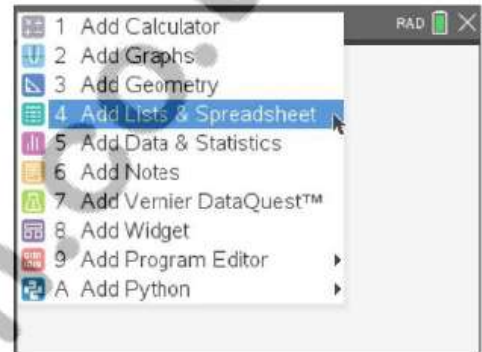 1 Add Calculator
RAD
2 Add Graphs
3 Add Geometry
4 Add Lists & Spreadsheet
5 Add Data & Statistics
6 Add Notes
7 Add Vernier DataQuest™
8 Add Widget
9 Add Program Editor
A Add Python